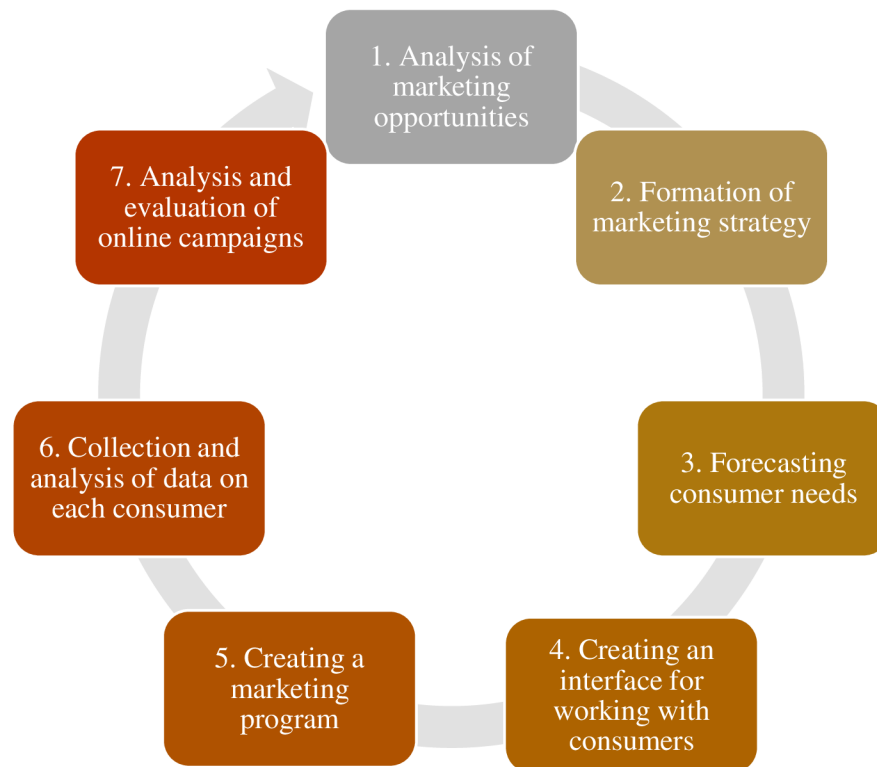 1. Analysis of
marketing
opportunities
2. Formation of
marketing strategy
3. Forecasting
consumer needs
4. Creating an
interface for
working with
consumers
5. Creating a
marketing
program
6. Collection and
analysis of data on
each consumer
7. Analysis and
evaluation of
online campaigns